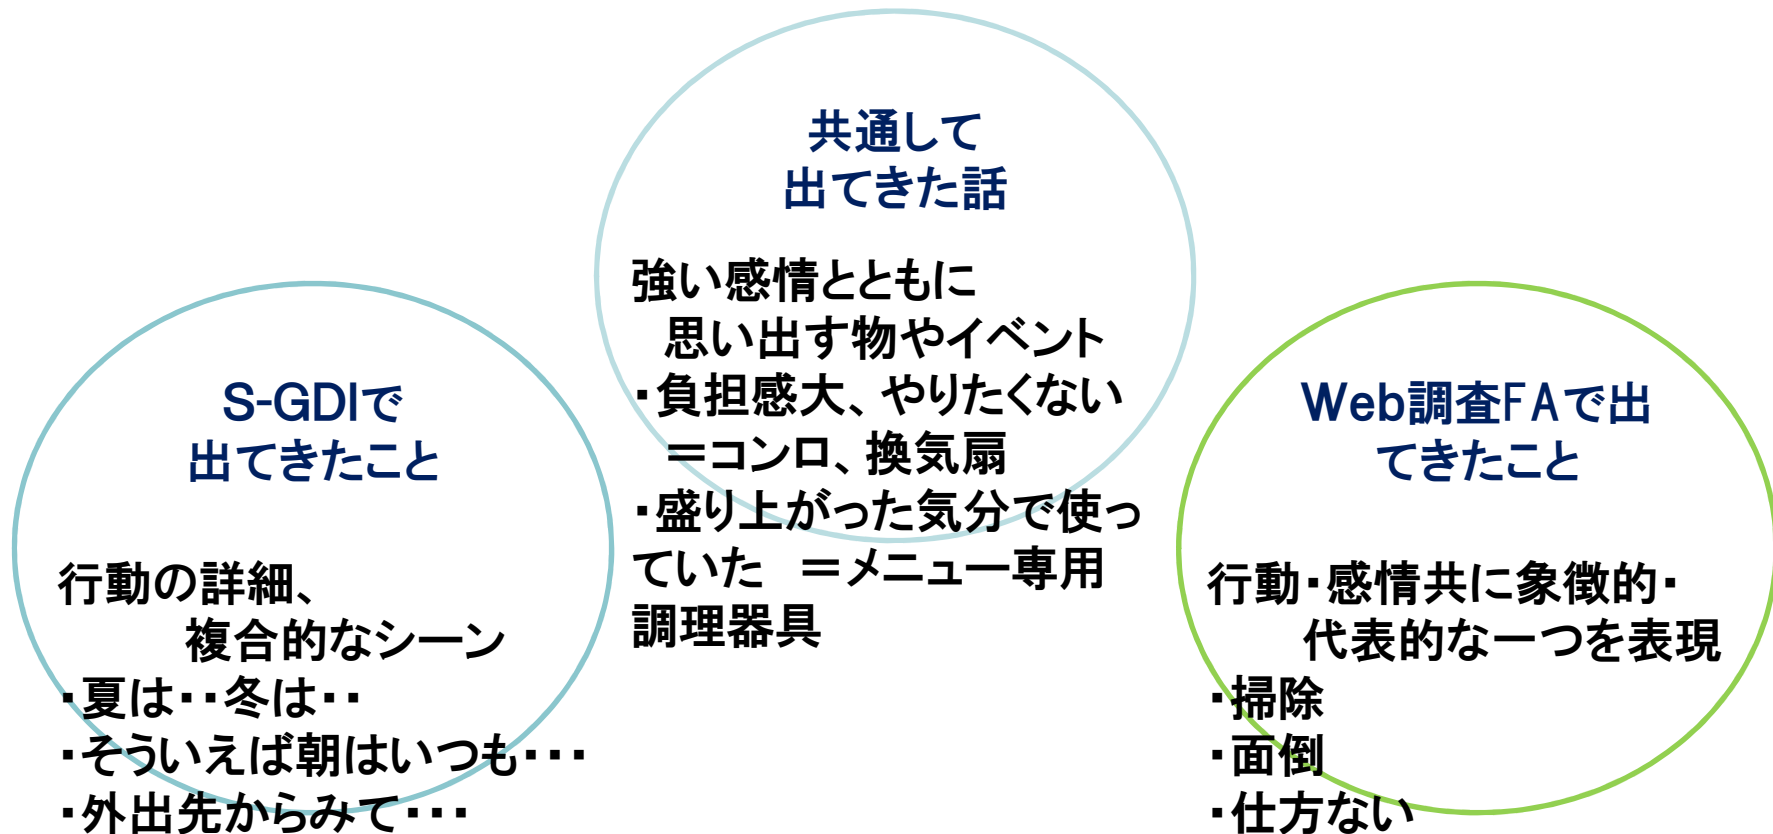 共通して
出てきた話
強い感情とともに
思い出す物やイベント
・負担感大、やりたくない
＝コンロ、換気扇
・盛り上がった気分で使っ
ていた　＝メニュー専用
調理器具
S-GDIで
出てきたこと
行動の詳細、
複合的なシーン
・夏は・・冬は・・
・そういえば朝はいつも・・・
・外出先からみて・・・
Web調査FAで出
てきたこと
行動・感情共に象徴的・
代表的な一つを表現
・掃除
・面倒
・仕方ない